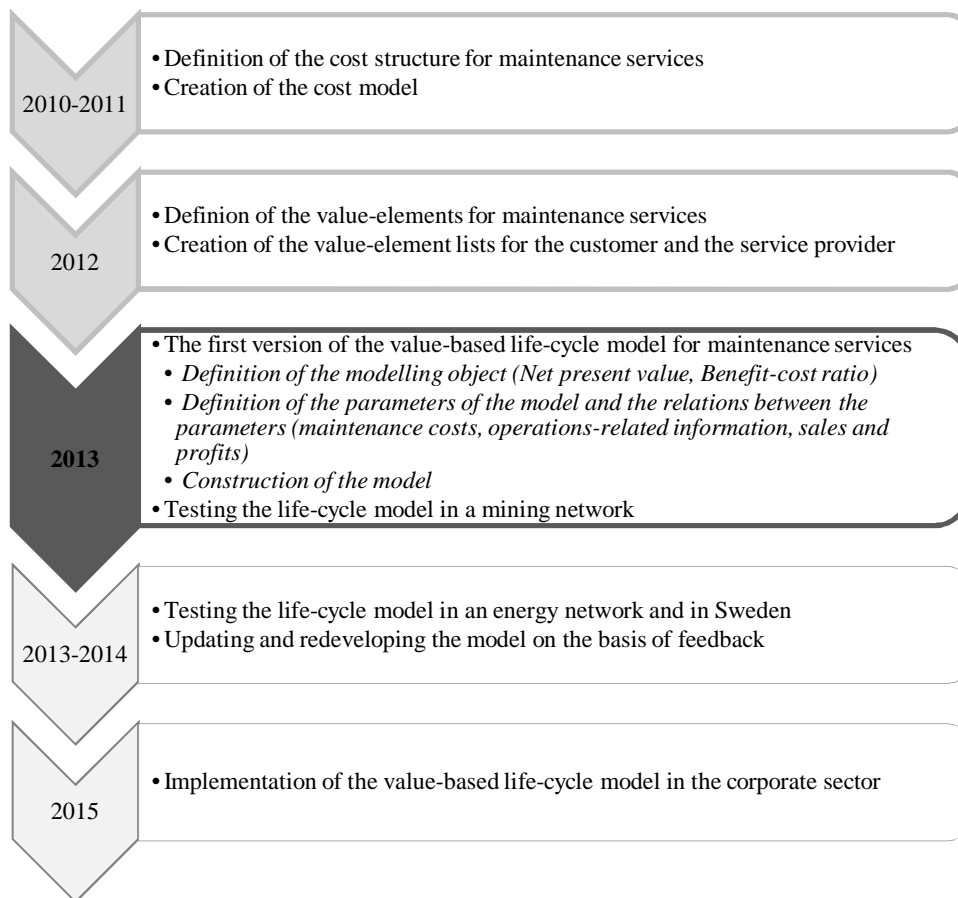 2010-2011
• Definition of the cost structure for maintenance services
• Creation of the cost model
2012
• Definion of the value-elements for maintenance services
• Creation of the value-element lists for the customer and the service provider
2013
• The first version of the value-based life-cycle model for maintenance services
• Definition of the modelling object (Net present value, Benefit-cost ratio)
• Definition of the parameters of the model and the relations between the
parameters (maintenance costs, operations-related information, sales and
profits)
• Construction of the model
• Testing the life-cycle model in a mining network
2013-2014
• Testing the life-cycle model in an energy network and in Sweden
• Updating and redeveloping the model on the basis of feedback
2015
• Implementation of the value-based life-cycle model in the corporate sector